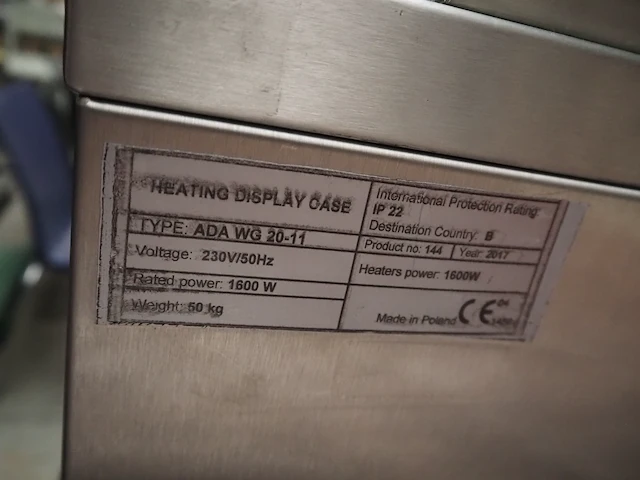 HEATING DISPLAY CASE
TYPE: ADA WG 20-11
Voltage: 230V/50Hz
Rated power: 1600 W
Weight: 50 kg
International Protection Rating:
IP 22
Destination Country: B
Product no: 144 Year: 2017
Heaters power: 1600W
Made in Poland CE